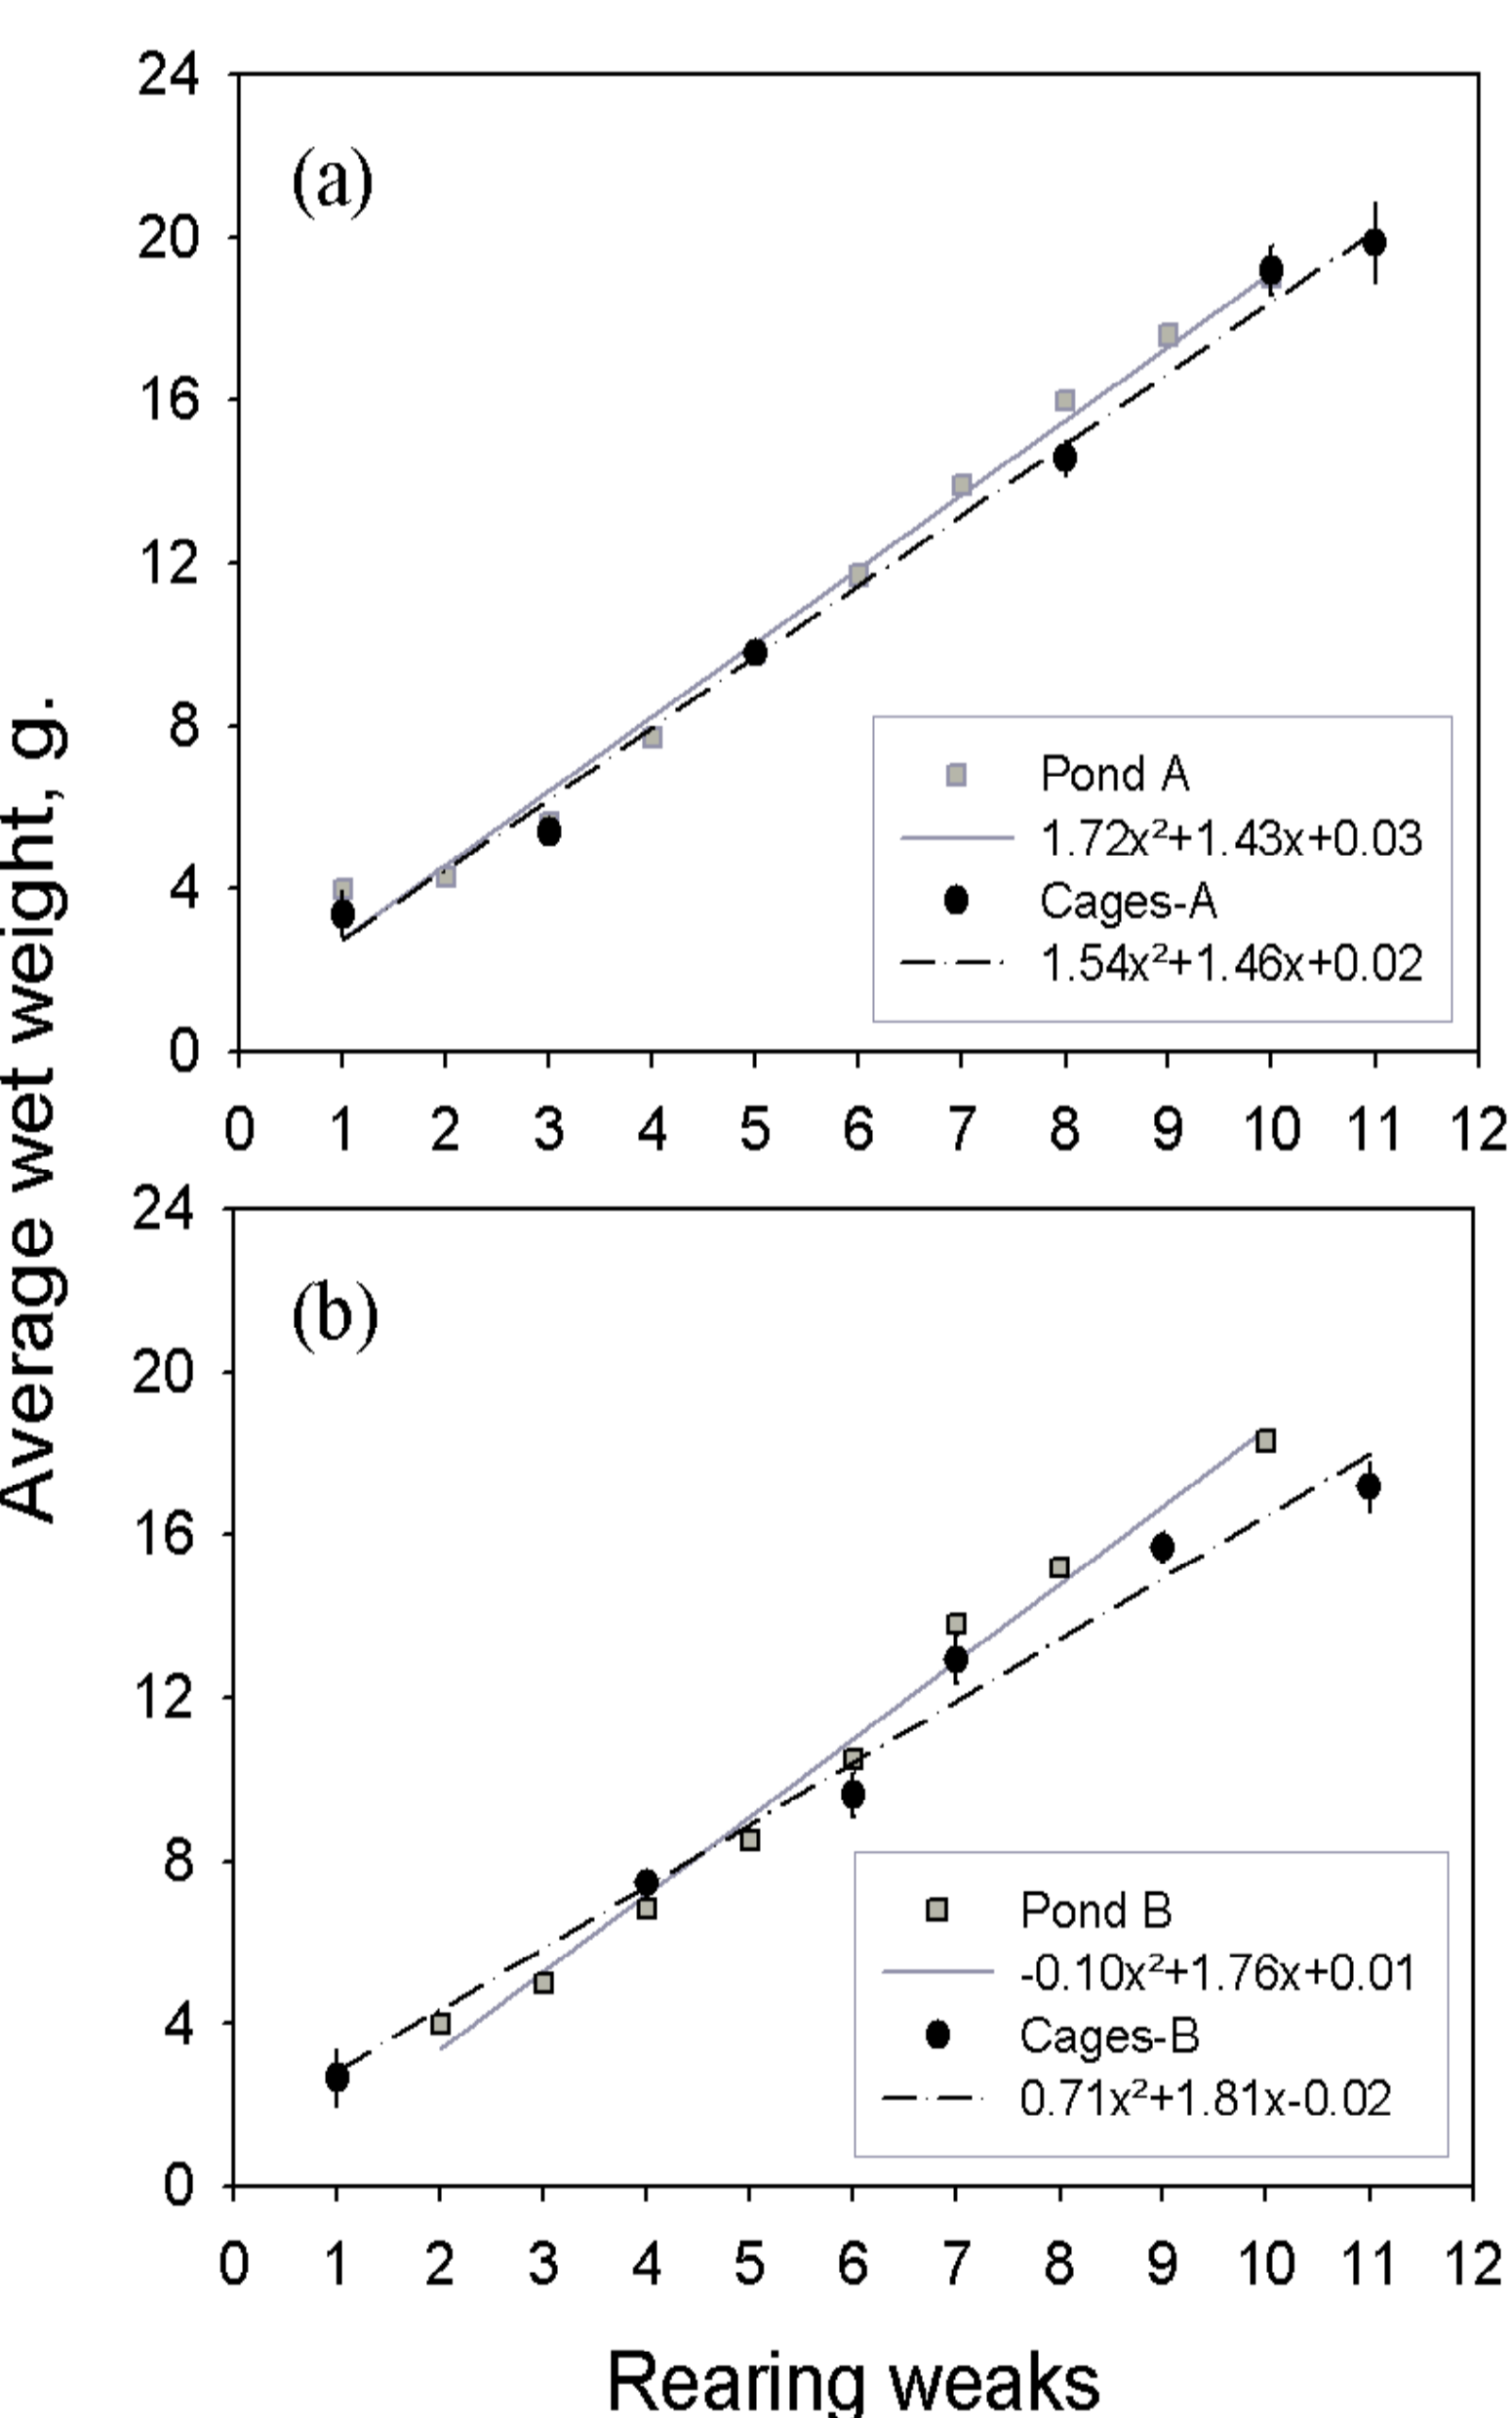 Average wet weight, g.
24
(a)
20
16
12
8
4
0
Pond A
1.72x²+1.43x+0.03
Cages-A
1.54x²+1.46x+0.02
0 1 2 3 4 5 6 7 8 9 10 11 12
24
(b)
20
16
12
8
4
0
Pond B
-0.10x²+1.76x+0.01
Cages-B
0.71x²+1.81x-0.02
0 1 2 3 4 5 6 7 8 9 10 11 12
Rearing weaks